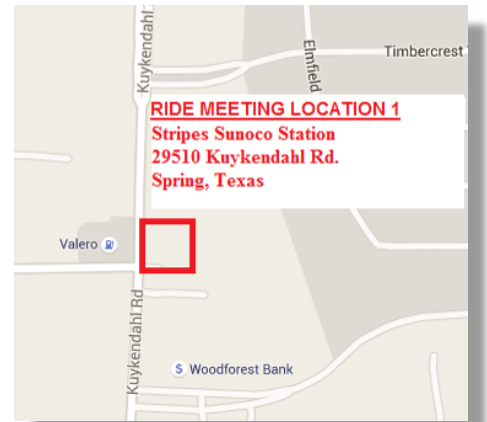 Kuykendahl
Elmfield
Timbercrest
RIDE MEETING LOCATION 1
Stripes Sunoco Station
29510 Kuykendahl Rd.
Spring, Texas
Valero
Kuykendahl Rd
$ Woodforest Bank